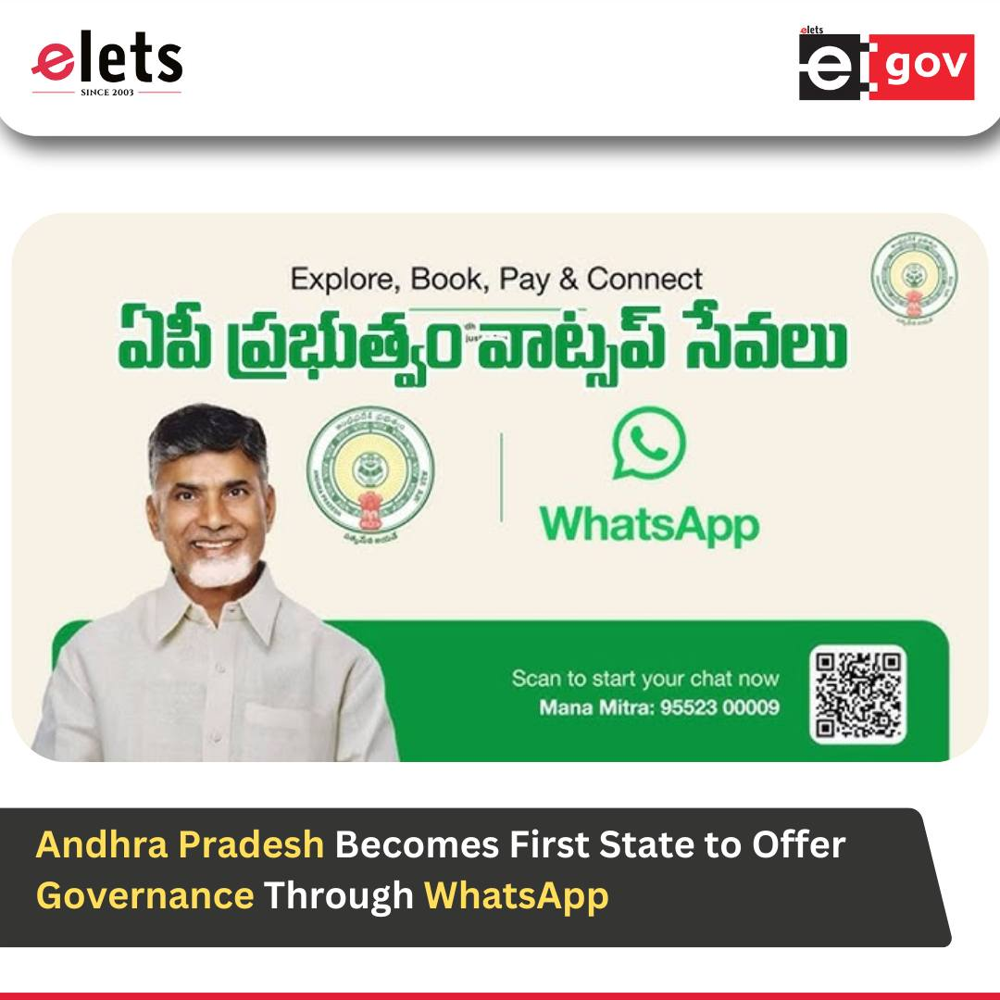 elets
SINCE 2003
elets
e gov
Explore, Book, Pay & Connect
ఏపీ ప్రభుత్వం వాట్సప్ సేవలు
WhatsApp
Scan to start your chat now
Mana Mitra: 95523 00009
Andhra Pradesh Becomes First State to Offer
Governance Through WhatsApp